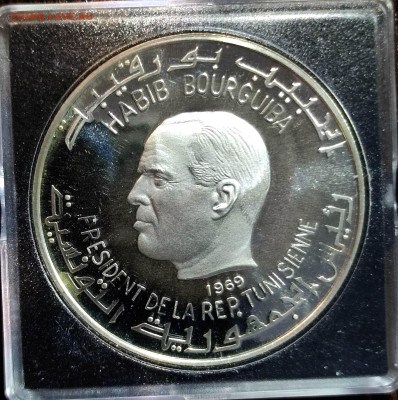 الحبيب بورقيبة
HABIB BOURGUIBA
1969
PRESIDENT DE LA REP. TUNISIENNE
رئيس الجمهورية التونسية